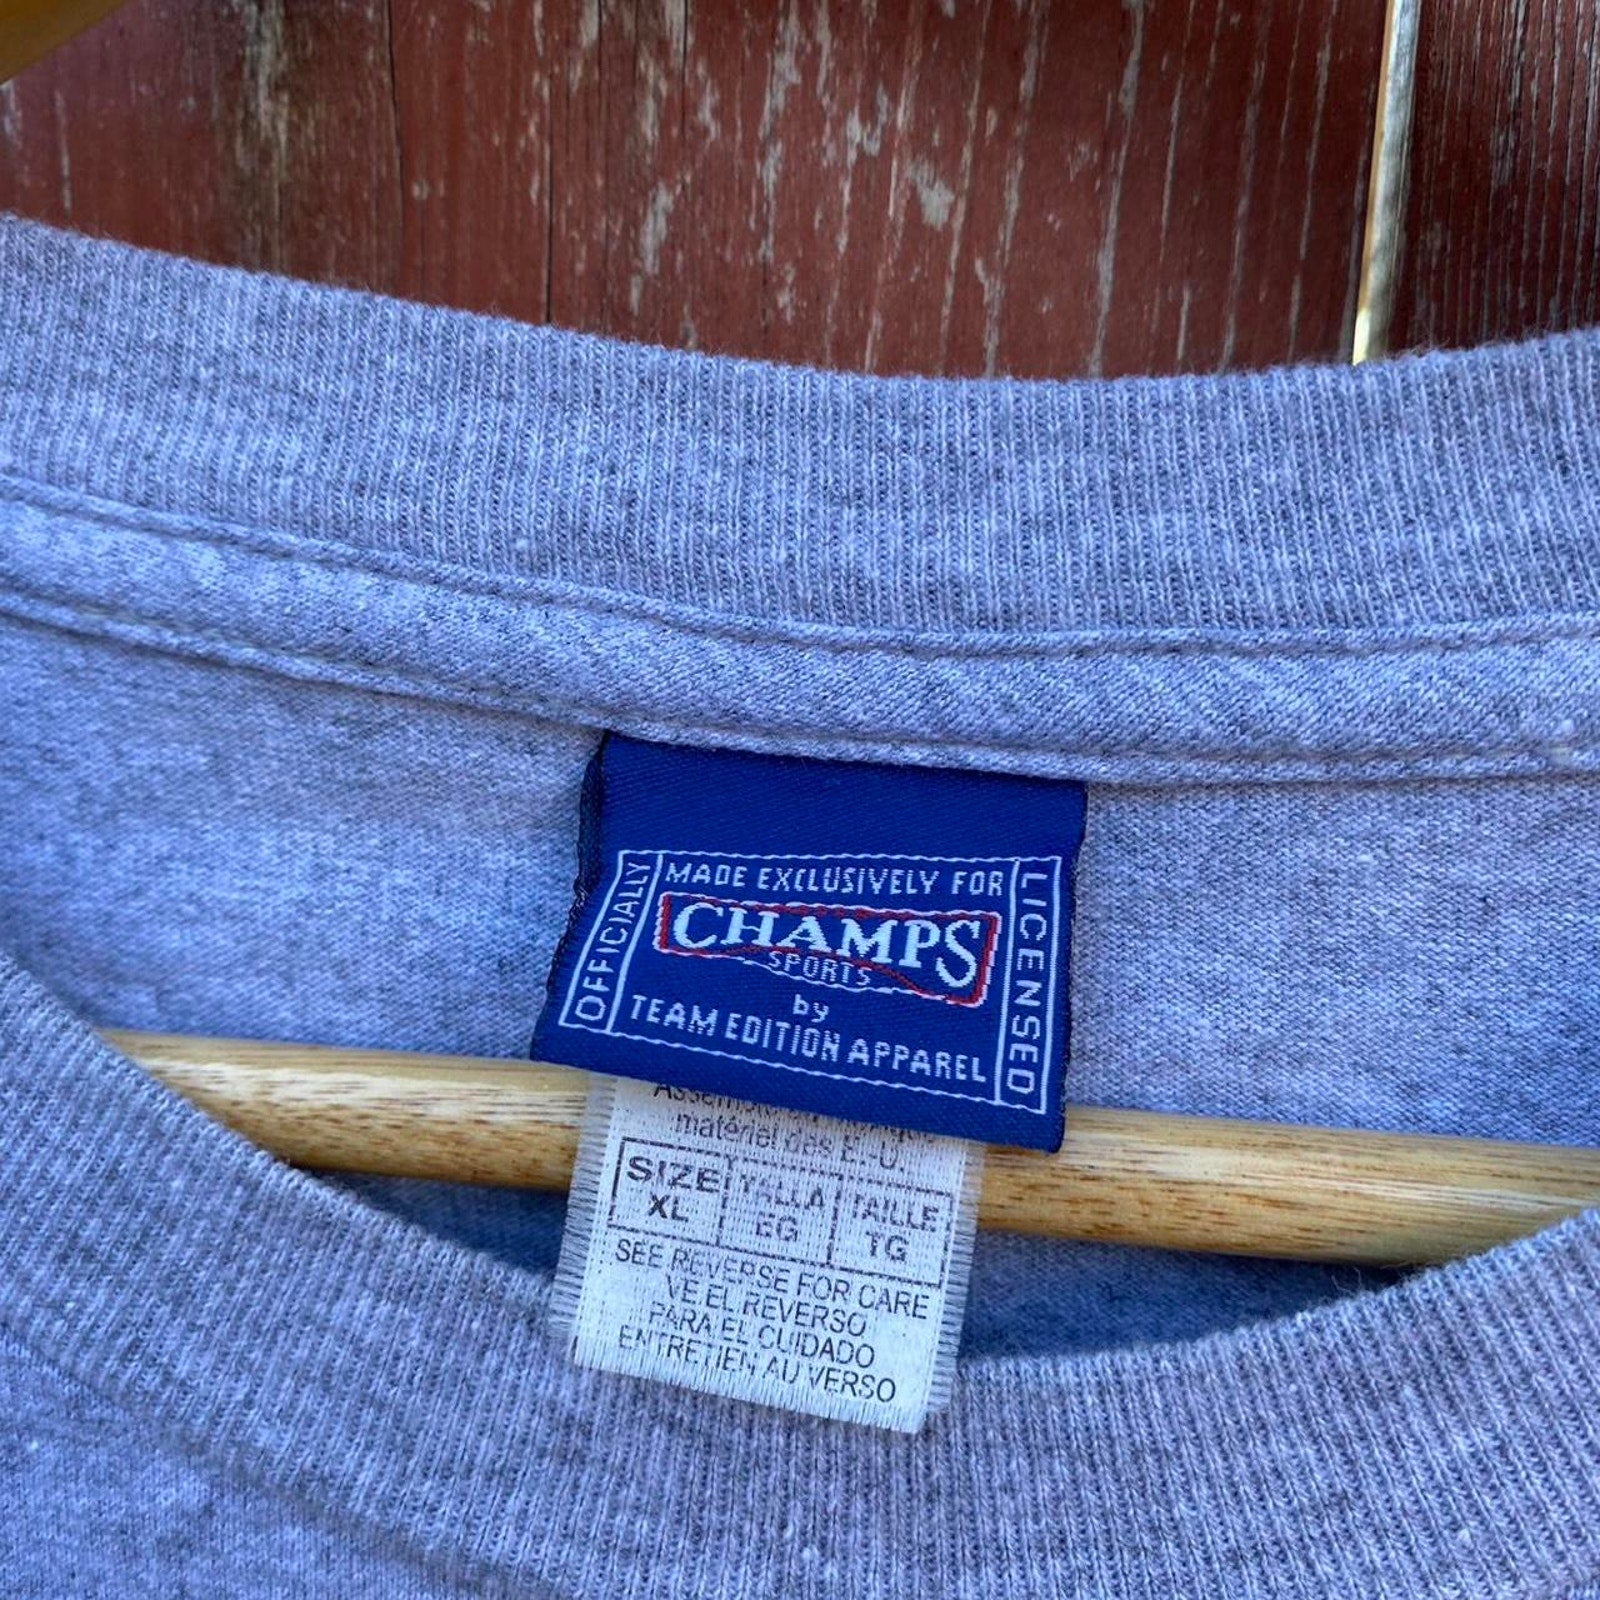 OFFICIALLY
MADE EXCLUSIVELY FOR
CHAMPS
SPORTS
by
TEAM EDITION APPAREL
LICENSED
matériel des É.-U.
SIZE TALLA TAILLE
XL EG TG
SEE REVERSE FOR CARE
VE EL REVERSO
PARA EL CUIDADO
ENTRETIEN AU VERSO